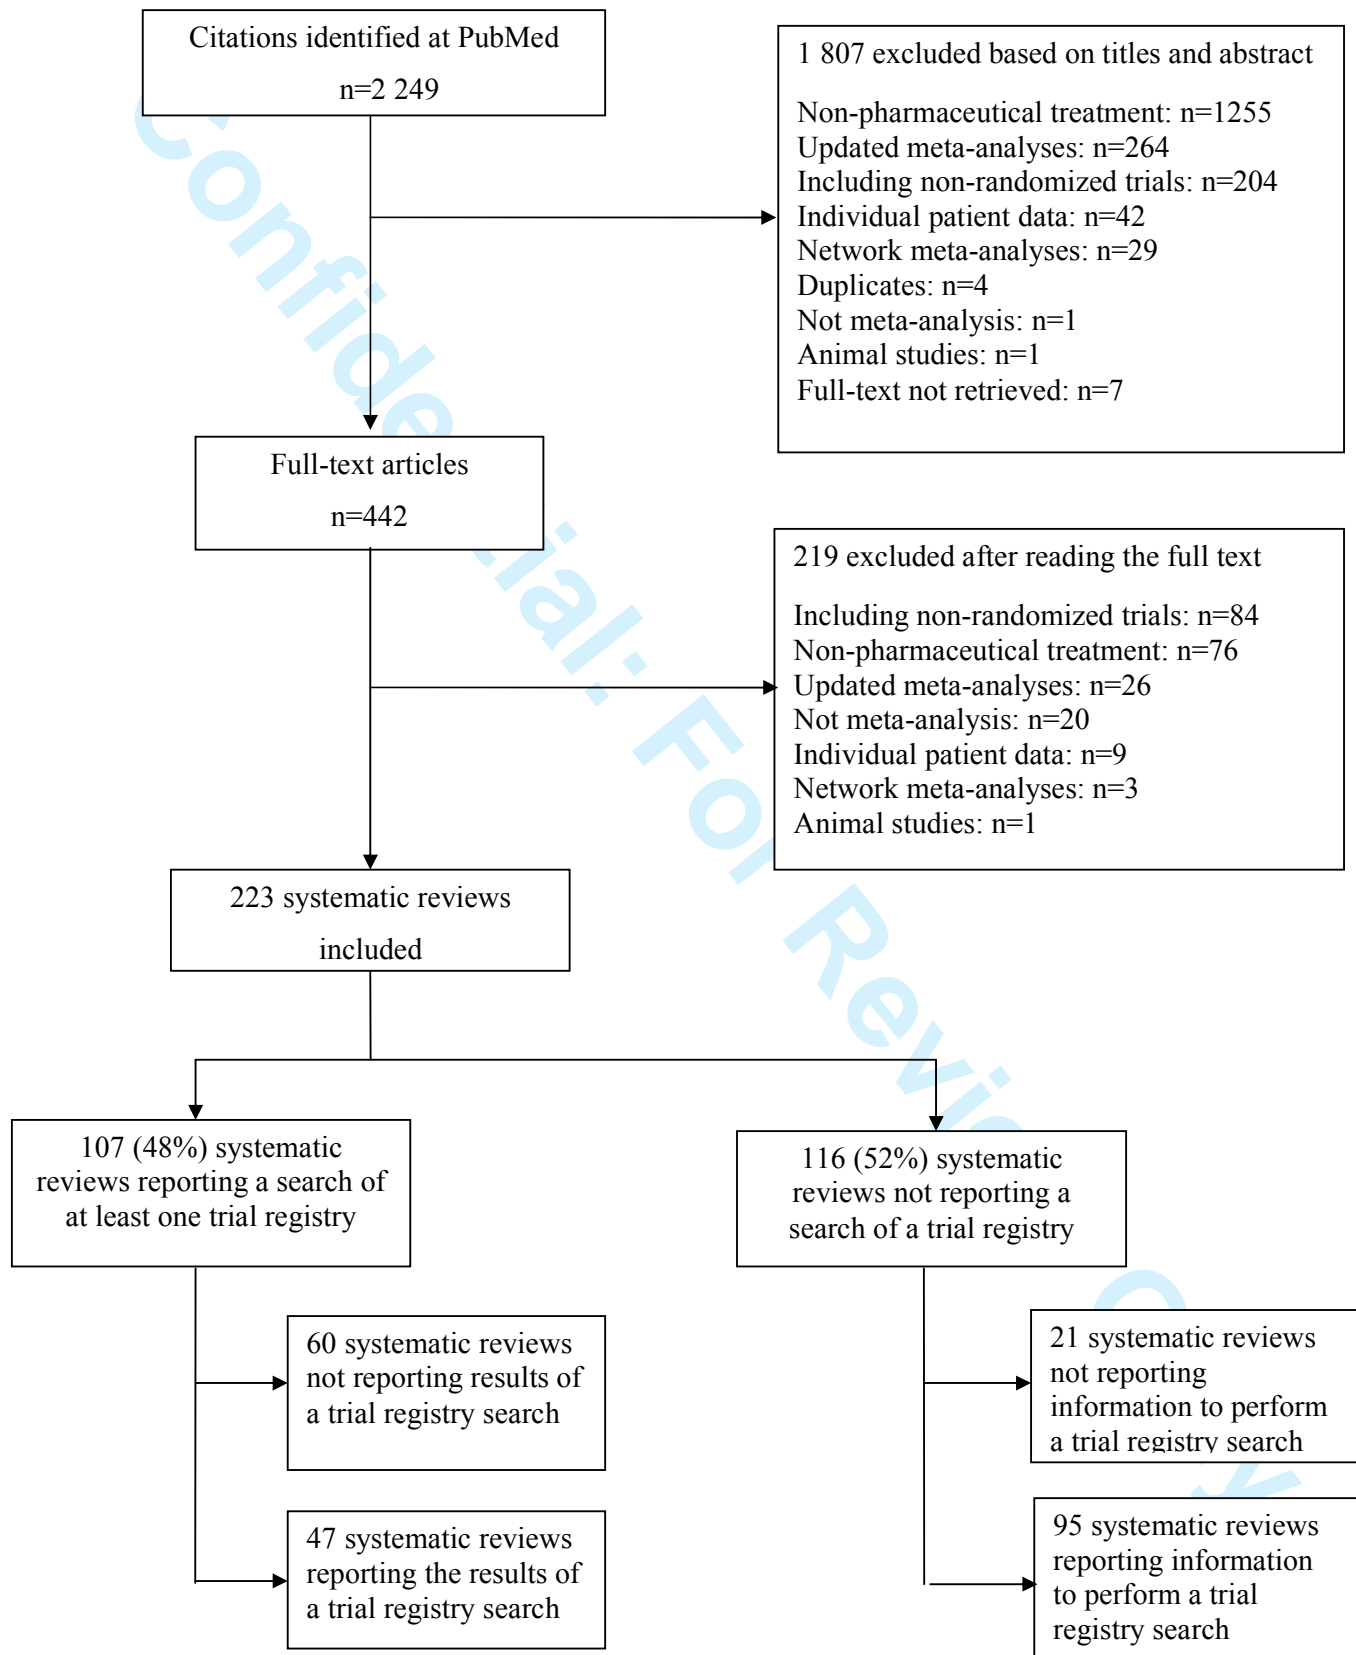 Citations identified at PubMed
n=2 249
1 807 excluded based on titles and abstract
Non-pharmaceutical treatment: n=1255
Updated meta-analyses: n=264
Including non-randomized trials: n=204
Individual patient data: n=42
Network meta-analyses: n=29
Duplicates: n=4
Not meta-analysis: n=1
Animal studies: n=1
Full-text not retrieved: n=7
Full-text articles
n=442
219 excluded after reading the full text
Including non-randomized trials: n=84
Non-pharmaceutical treatment: n=76
Updated meta-analyses: n=26
Not meta-analysis: n=20
Individual patient data: n=9
Network meta-analyses: n=3
Animal studies: n=1
223 systematic reviews
included
107 (48%) systematic
reviews reporting a search of
at least one trial registry
116 (52%) systematic
reviews not reporting a
search of a trial registry
60 systematic reviews
not reporting results of
a trial registry search
21 systematic reviews
not reporting
information to perform
a trial registry search
47 systematic reviews
reporting the results of
a trial registry search
95 systematic reviews
reporting information
to perform a trial
registry search
Confidential: For Review Only